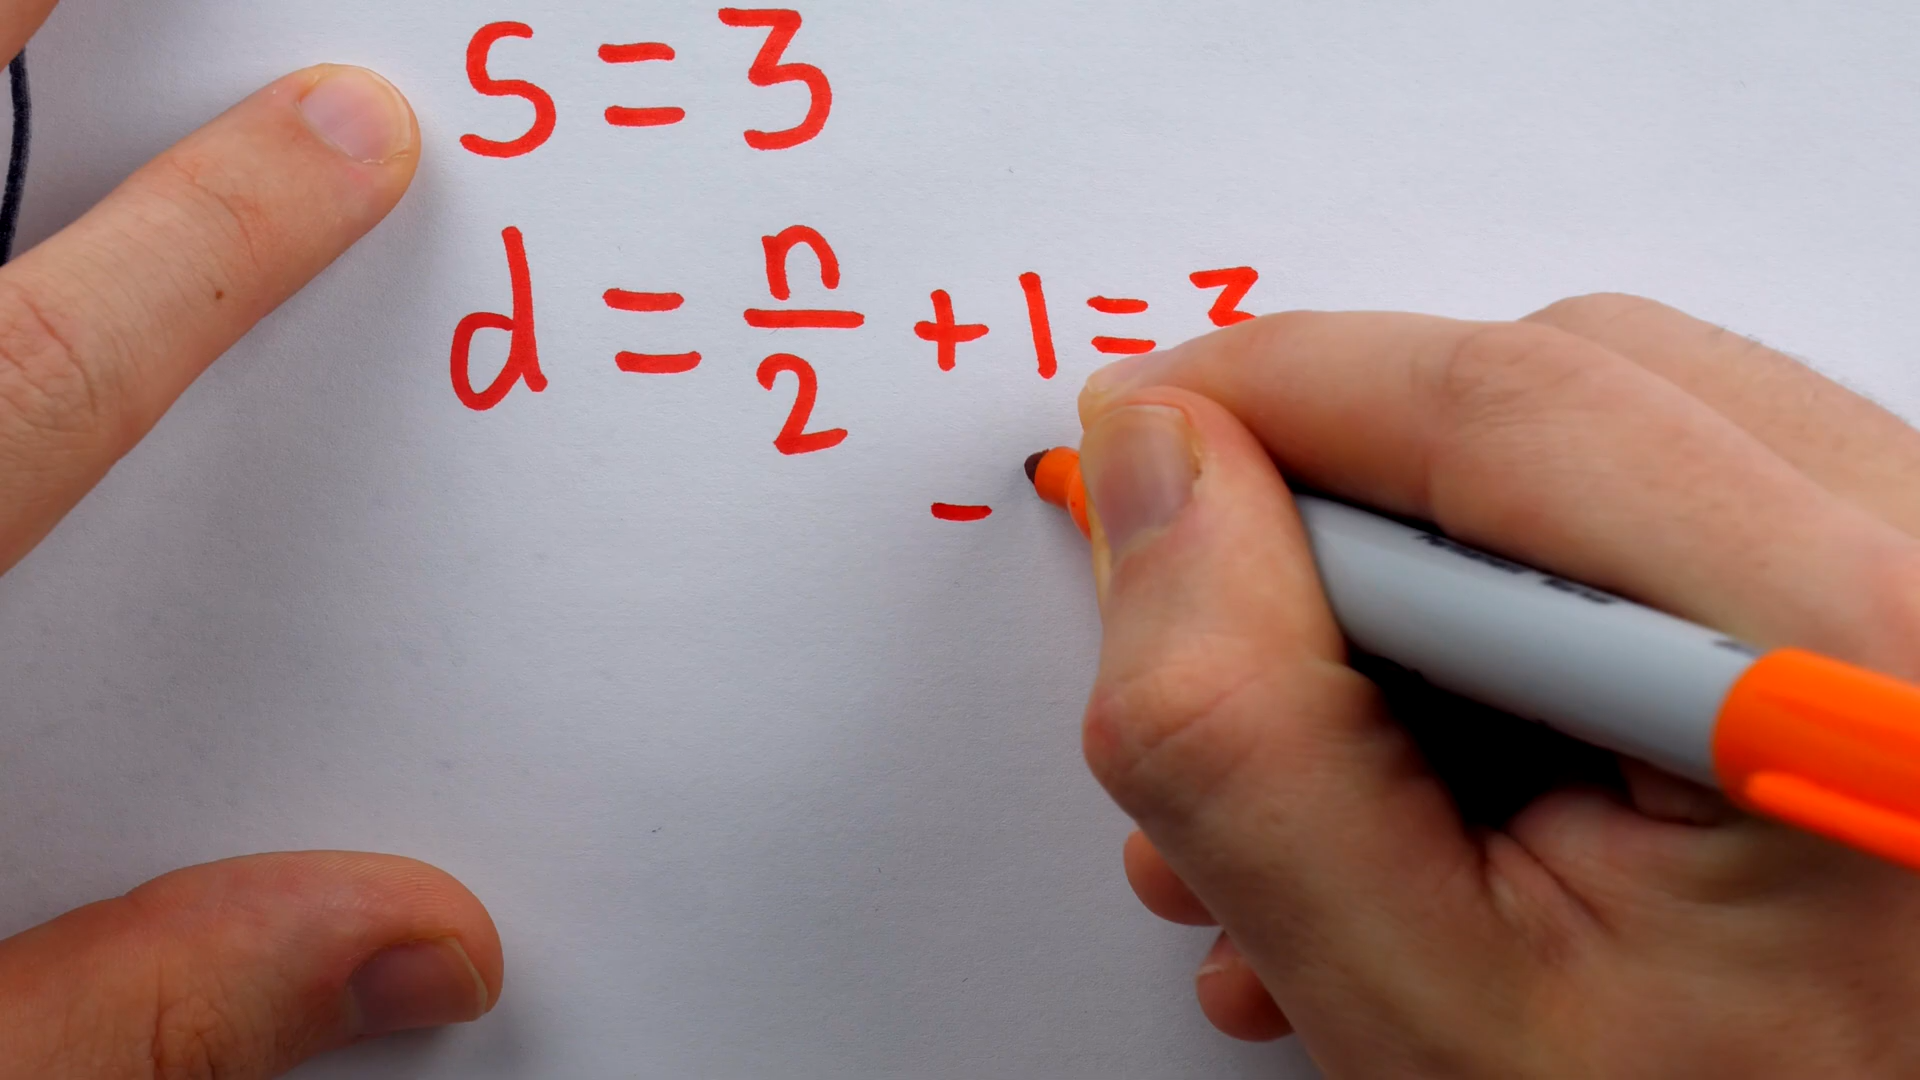 S = 3
d = n/2 + 1 = 3
-